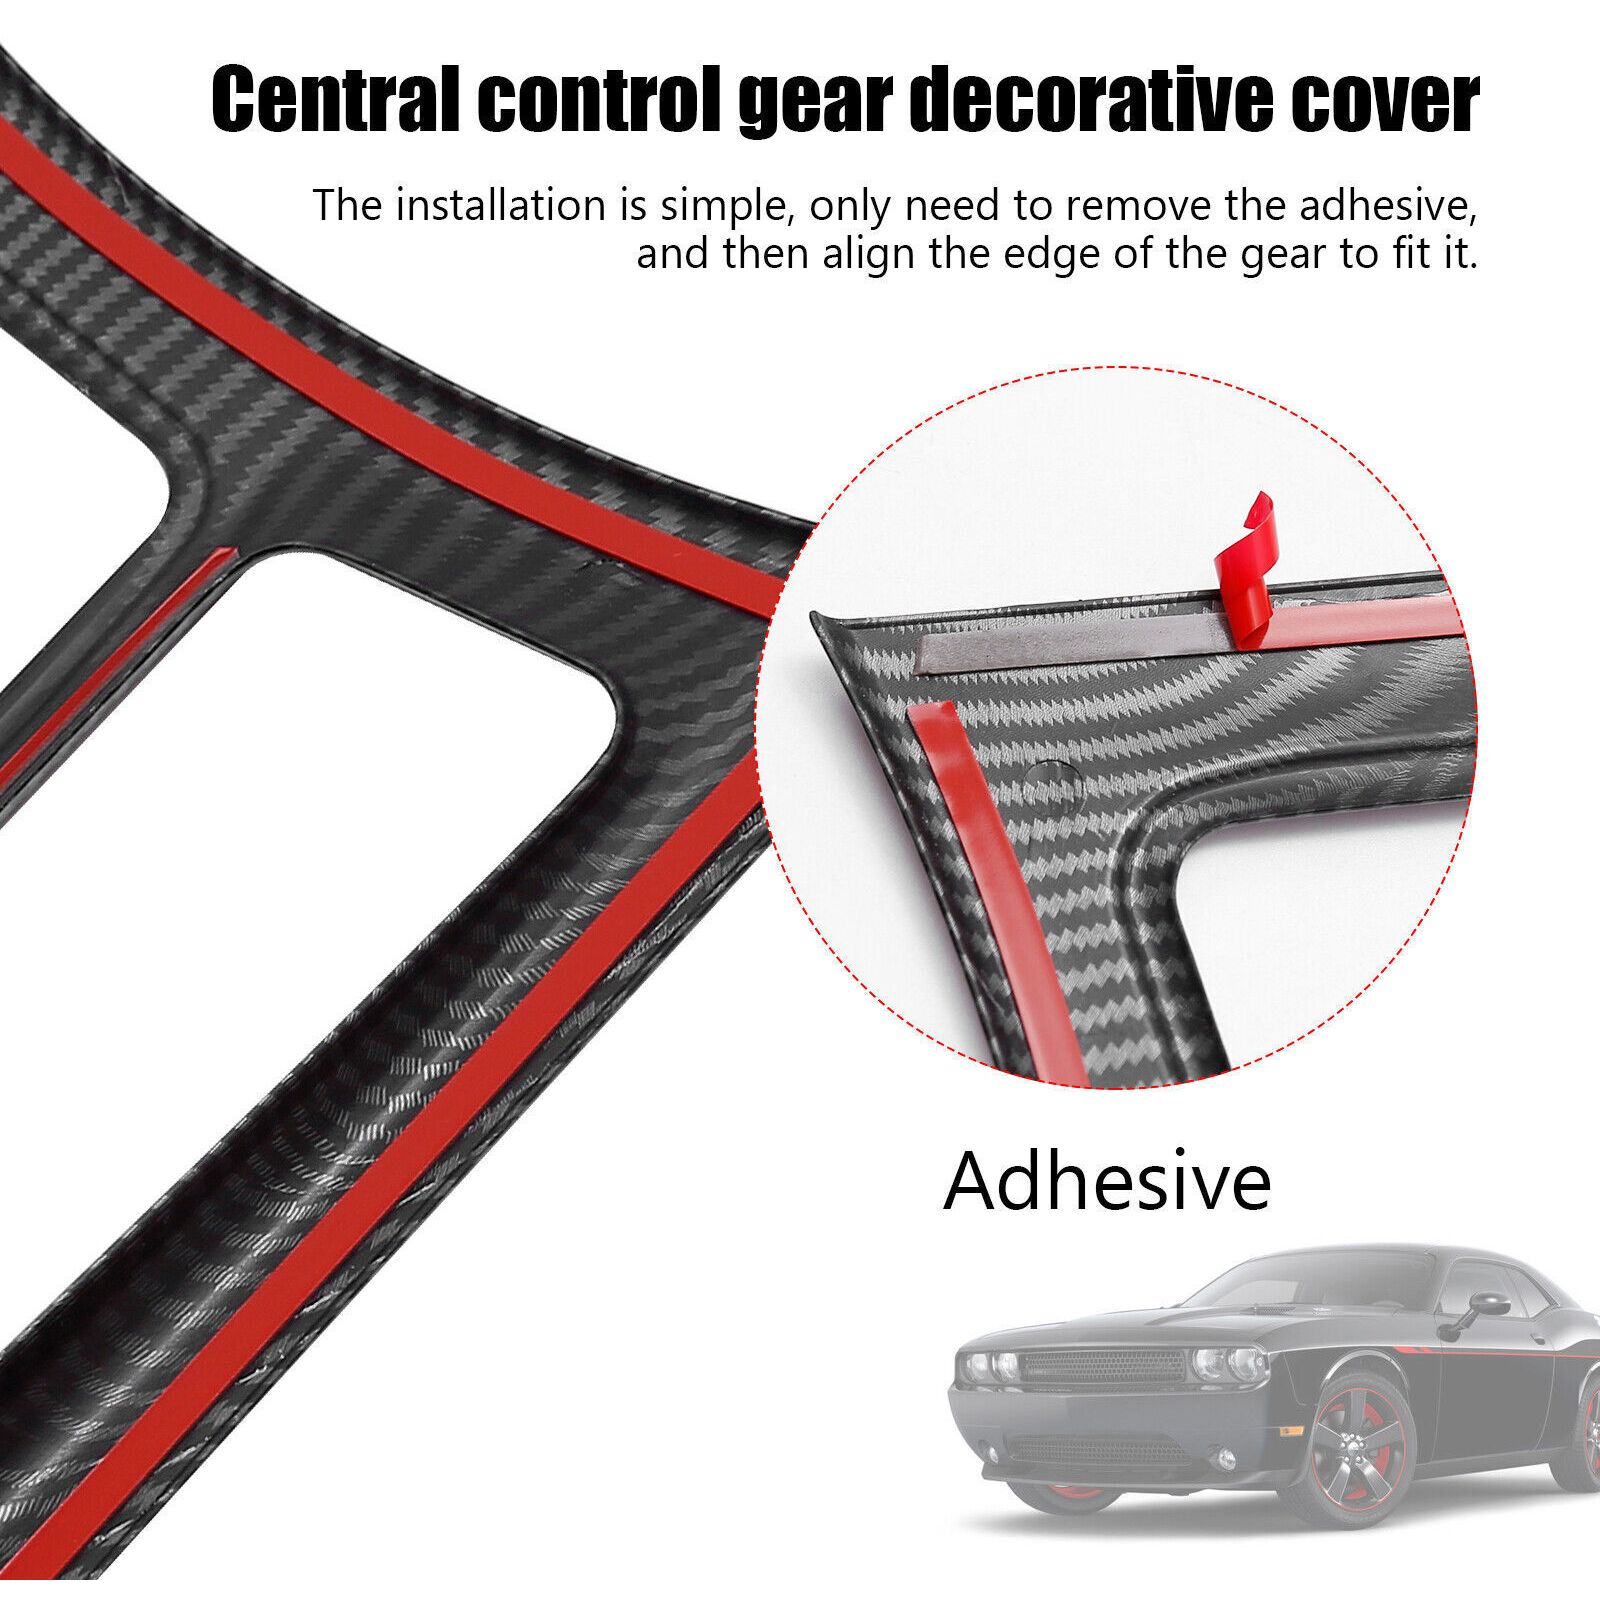 Central control gear decorative cover
The installation is simple, only need to remove the adhesive,
and then align the edge of the gear to fit it.
Adhesive